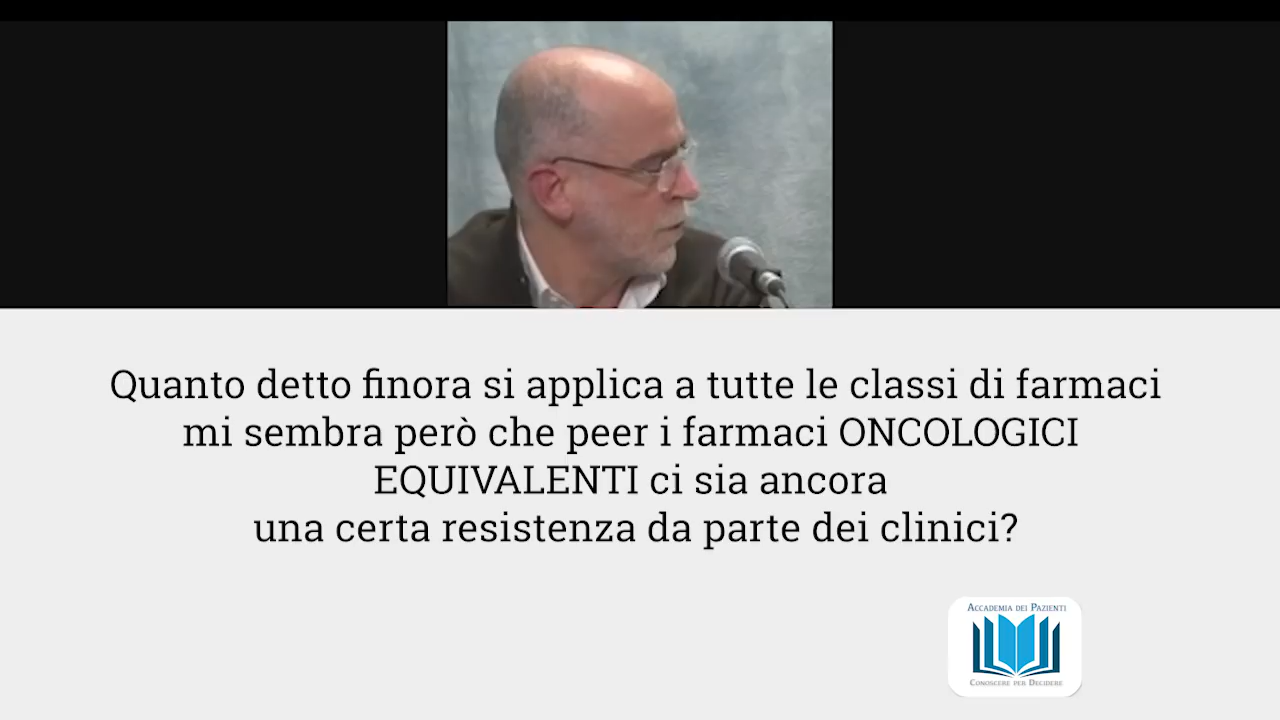 Quanto detto finora si applica a tutte le classi di farmaci
mi sembra però che peer i farmaci ONCOLOGICI
EQUIVALENTI ci sia ancora
una certa resistenza da parte dei clinici?
ACCADEMIA DEI PAZIENTI
CONOSCERE PER DECIDERE